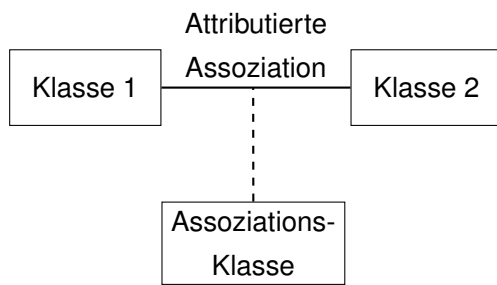 Attributierte
Assoziation
Klasse 1
Klasse 2
Assoziations-
Klasse